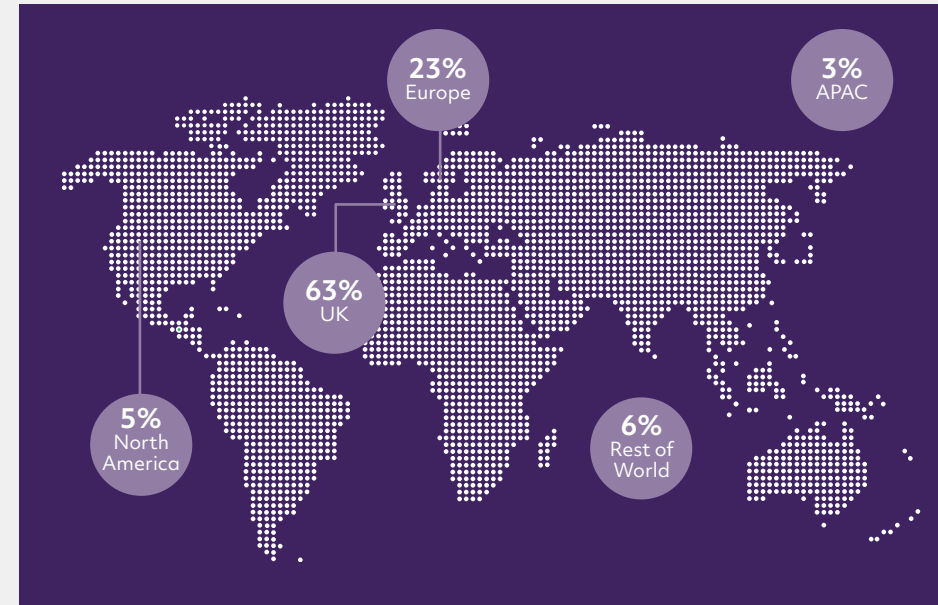 23%
Europe
3%
APAC
63%
UK
5%
North
America
6%
Rest of
World